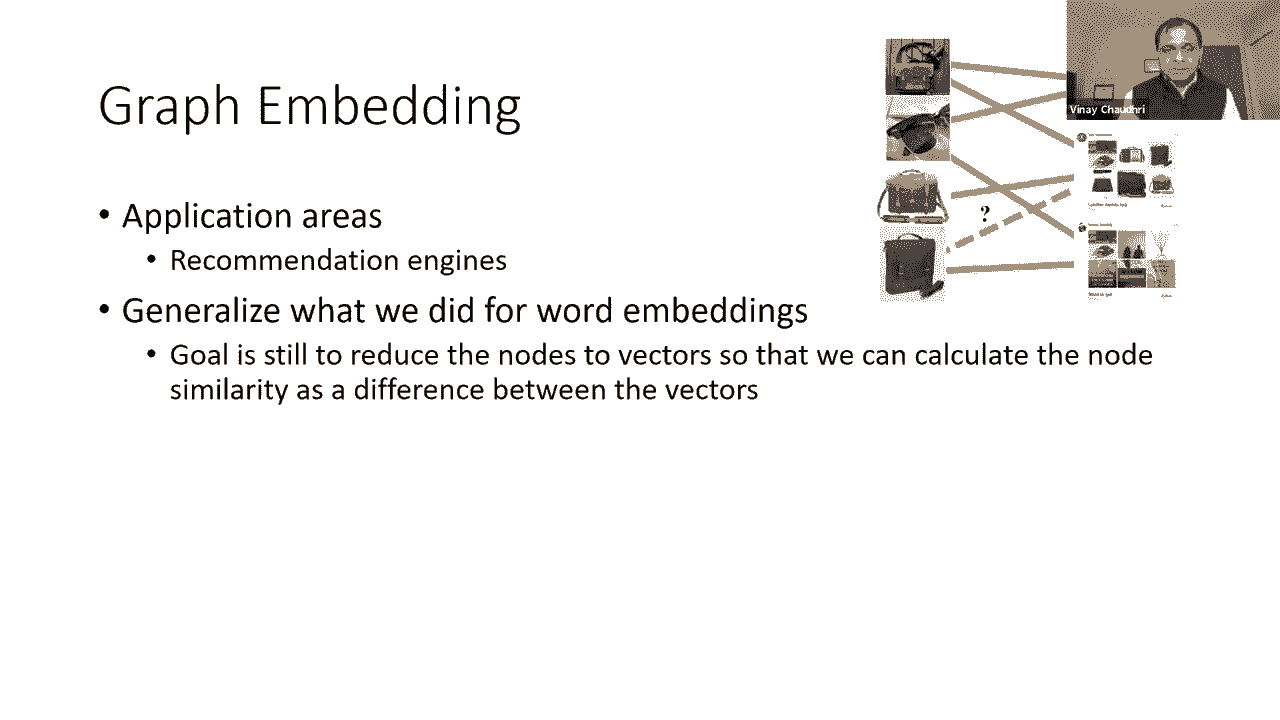 Graph Embedding
Vinay Chaudhri
• Application areas
?
• Recommendation engines
• Generalize what we did for word embeddings
• Goal is still to reduce the nodes to vectors so that we can calculate the node
similarity as a difference between the vectors